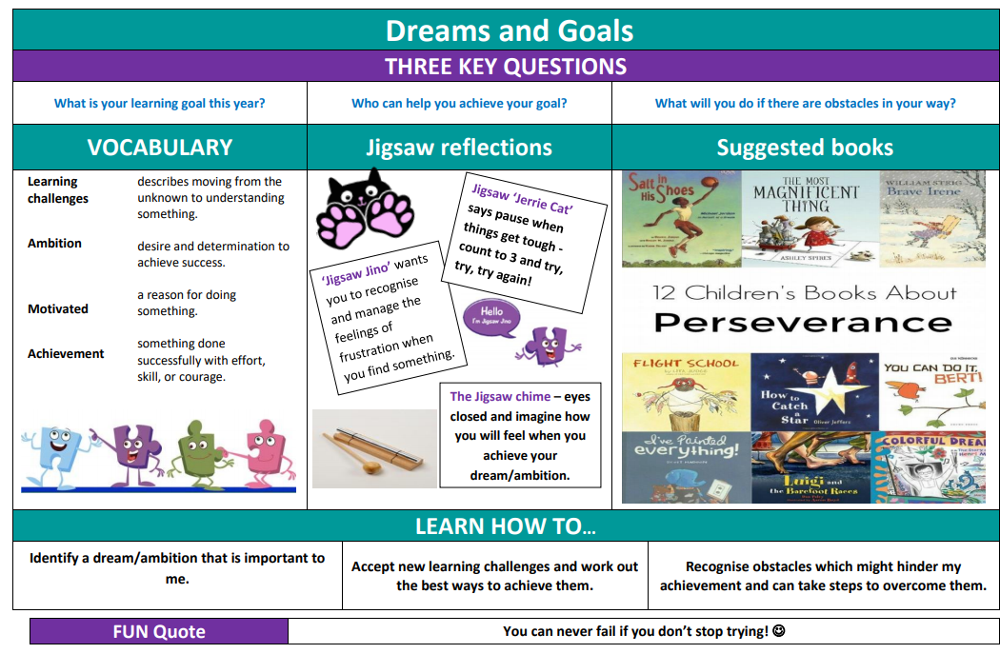 Dreams and Goals
THREE KEY QUESTIONS
What is your learning goal this year?
Who can help you achieve your goal?
What will you do if there are obstacles in your way?
VOCABULARY
Learning
challenges
describes moving from the
unknown to understanding
something.
Ambition
desire and determination to
achieve success.
Motivated
a reason for doing
something.
Achievement
something done
successfully with effort,
skill, or courage.
Jigsaw reflections
Jigsaw ‘Jerrie Cat’
says pause when
things get tough -
count to 3 and try,
try, try again!
‘Jigsaw Jino’ wants
you to recognise
and manage the
feelings of
frustration when
you find something.
Hello
I'm Jigsaw Jino
The Jigsaw chime – eyes
closed and imagine how
you will feel when you
achieve your
dream/ambition.
Suggested books
Salt in
His Shoes
THE MOST
MAGNIFICENT
THING
ASHLEY SPIRES
WILLIAM STEIG
Brave Irene
12 Children's Books About
Perseverance
FLIGHT SCHOOL
How to
Catch
a
Star Oliver Jeffers
YOU CAN DO IT,
BERT!
I've Painted
everything!
Luigi and
the Barefoot Races
COLORFUL DREAM
LEARN HOW TO…
Identify a dream/ambition that is important to
me.
Accept new learning challenges and work out
the best ways to achieve them.
Recognise obstacles which might hinder my
achievement and can take steps to overcome them.
FUN Quote
You can never fail if you don’t stop trying! ☺